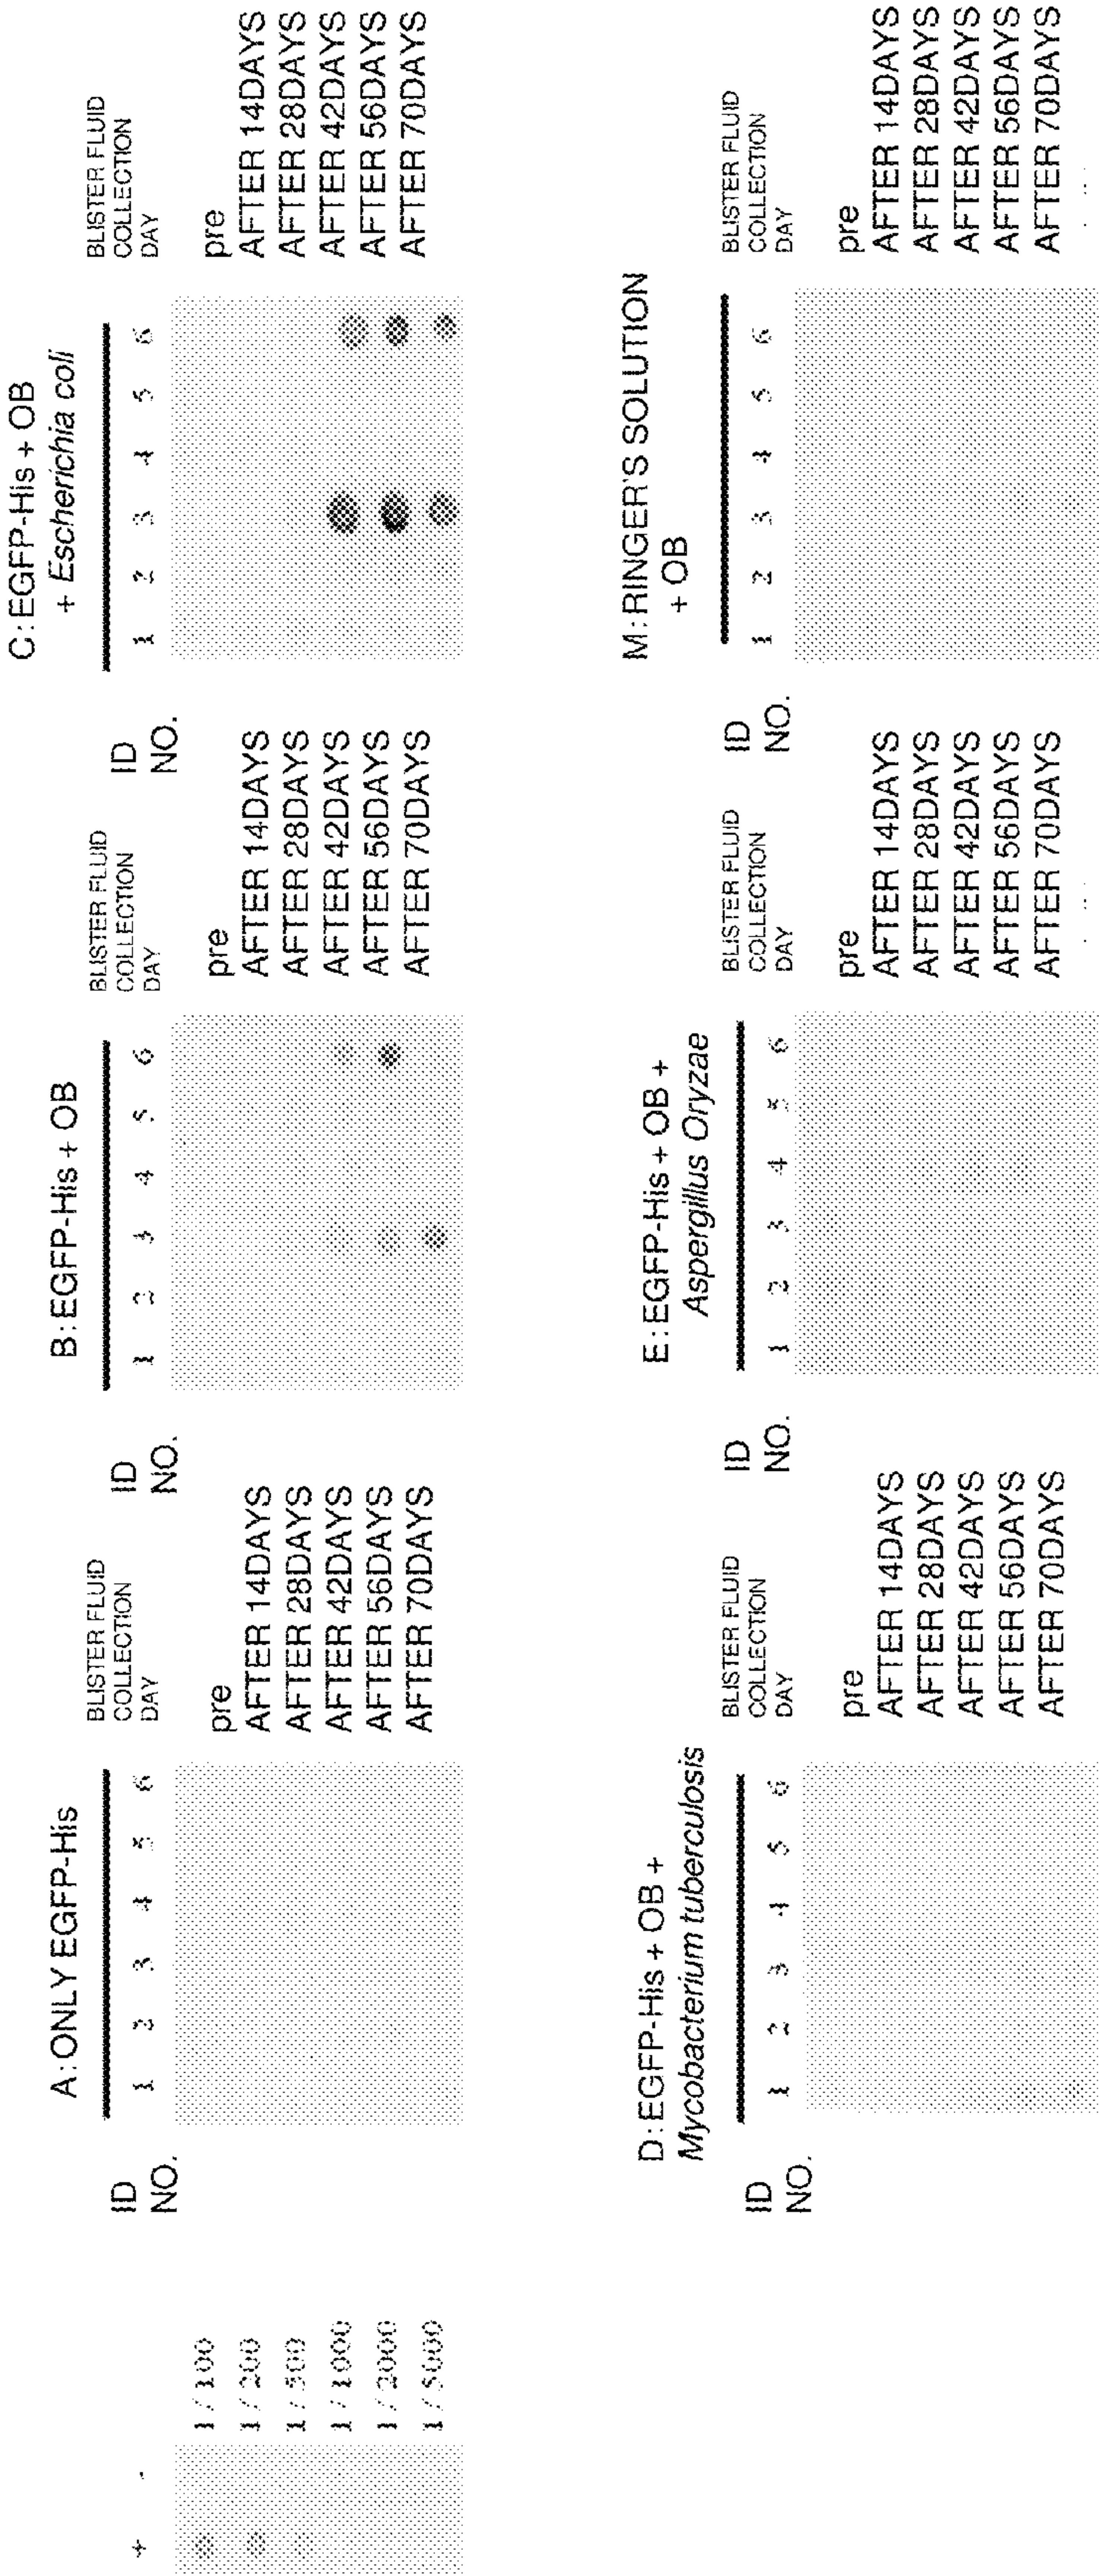 + -
1/100
1/200
1/500
1/1000
1/2000
1/5000
A:ONLY EGFP-His
ID
NO.
1 2 3 4 5 6
BLISTER FLUID
COLLECTION
DAY
pre
AFTER 14DAYS
AFTER 28DAYS
AFTER 42DAYS
AFTER 56DAYS
AFTER 70DAYS
B:EGFP-His + OB
ID
NO.
1 2 3 4 5 6
BLISTER FLUID
COLLECTION
DAY
pre
AFTER 14DAYS
AFTER 28DAYS
AFTER 42DAYS
AFTER 56DAYS
AFTER 70DAYS
C:EGFP-His + OB
+ Escherichia coli
ID
NO.
1 2 3 4 5 6
BLISTER FLUID
COLLECTION
DAY
pre
AFTER 14DAYS
AFTER 28DAYS
AFTER 42DAYS
AFTER 56DAYS
AFTER 70DAYS
D:EGFP-His + OB +
Mycobacterium tuberculosis
ID
NO.
1 2 3 4 5 6
BLISTER FLUID
COLLECTION
DAY
pre
AFTER 14DAYS
AFTER 28DAYS
AFTER 42DAYS
AFTER 56DAYS
AFTER 70DAYS
E:EGFP-His + OB +
Aspergillus Oryzae
ID
NO.
1 2 3 4 5 6
BLISTER FLUID
COLLECTION
DAY
pre
AFTER 14DAYS
AFTER 28DAYS
AFTER 42DAYS
AFTER 56DAYS
AFTER 70DAYS
M:RINGER'S SOLUTION
+ OB
ID
NO.
1 2 3 4 5 6
BLISTER FLUID
COLLECTION
DAY
pre
AFTER 14DAYS
AFTER 28DAYS
AFTER 42DAYS
AFTER 56DAYS
AFTER 70DAYS